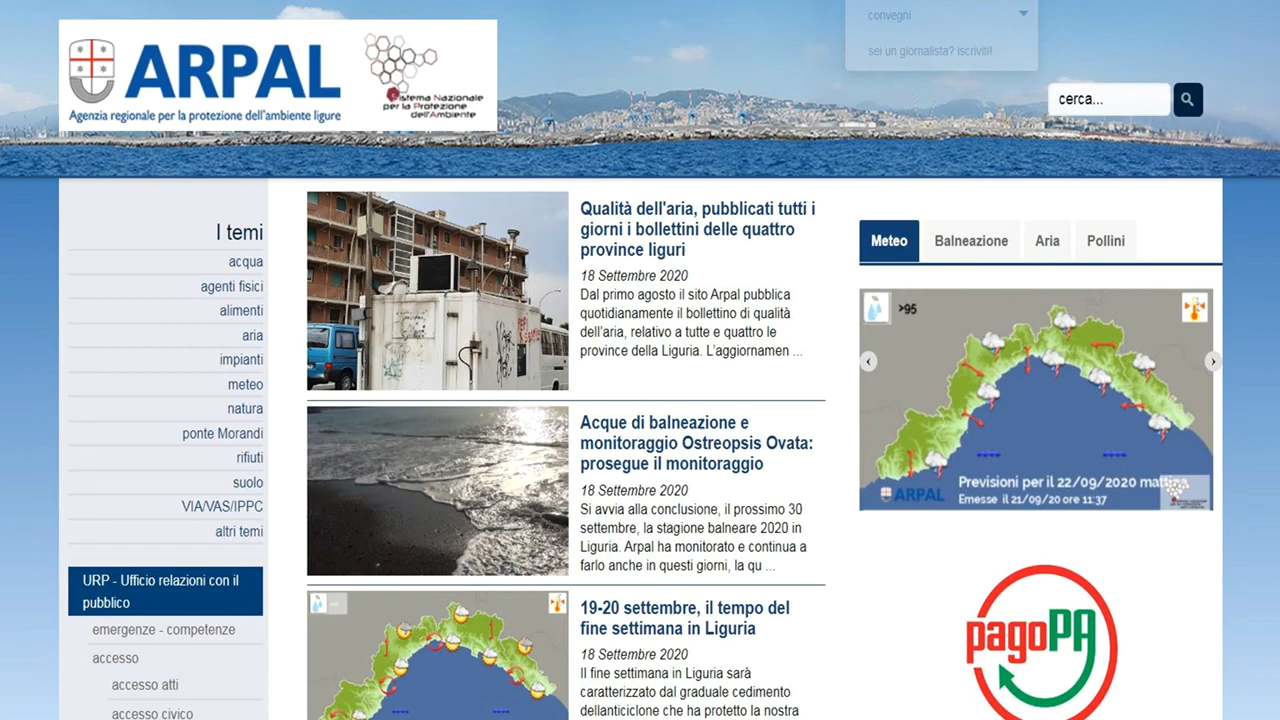 ARPAL
Agenzia regionale per la protezione dell'ambiente ligure
Sistema Nazionale
per la Protezione
dell'Ambiente
convegni
sei un giornalista? iscriviti!
cerca...
I temi
acqua
agenti fisici
alimenti
aria
impianti
meteo
natura
ponte Morandi
rifiuti
suolo
VIA/VAS/IPPC
altri temi
URP - Ufficio relazioni con il
pubblico
emergenze - competenze
accesso
accesso atti
accesso civico
Qualità dell'aria, pubblicati tutti i
giorni i bollettini delle quattro
province liguri
18 Settembre 2020
Dal primo agosto il sito Arpal pubblica
quotidianamente il bollettino di qualità
dell'aria, relativo a tutte e quattro le
province della Liguria. L'aggiornamen ...
Acque di balneazione e
monitoraggio Ostreopsis Ovata:
prosegue il monitoraggio
18 Settembre 2020
Si avvia alla conclusione, il prossimo 30
settembre, la stagione balneare 2020 in
Liguria. Arpal ha monitorato e continua a
farlo anche in questi giorni, la qu ...
19-20 settembre, il tempo del
fine settimana in Liguria
18 Settembre 2020
Il fine settimana in Liguria sarà
caratterizzato dal graduale cedimento
dellanticiclone che ha protetto la nostra
Meteo
Balneazione
Aria
Pollini
%
>95
Previsioni per il 22/09/2020 mattina
Emesse il 21/09/20 ore 11:37
ARPAL
pagoPA